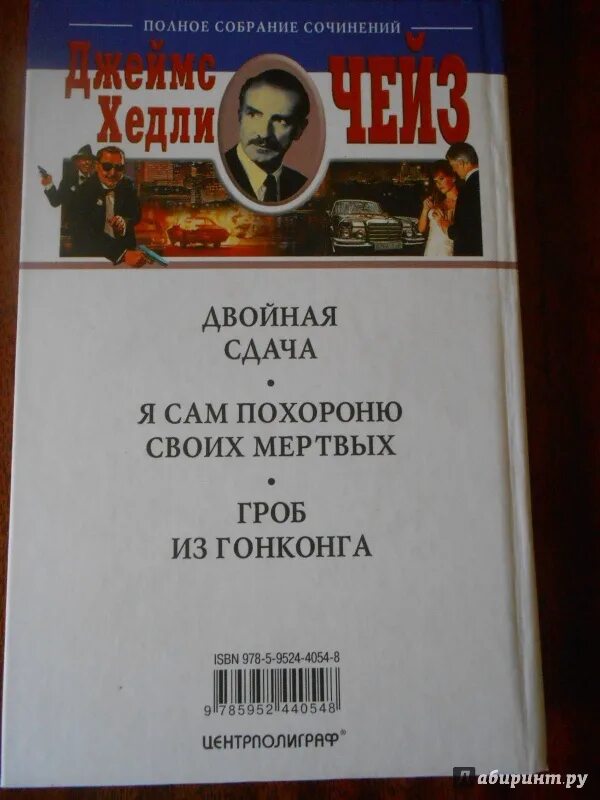 ПОЛНОЕ СОБРАНИЕ СОЧИНЕНИЙ
Джеймс
Хедли
ЧЕЙЗ
ДВОЙНАЯ
СДАЧА
•
Я САМ ПОХОРОНЮ
СВОИХ МЕРТВЫХ
•
ГРОБ
ИЗ ГОНКОНГА
ISBN 978-5-9524-4054-8
9 785952 440548
ЦЕНТРПОЛИГРАФ®
Лабиринт.ру